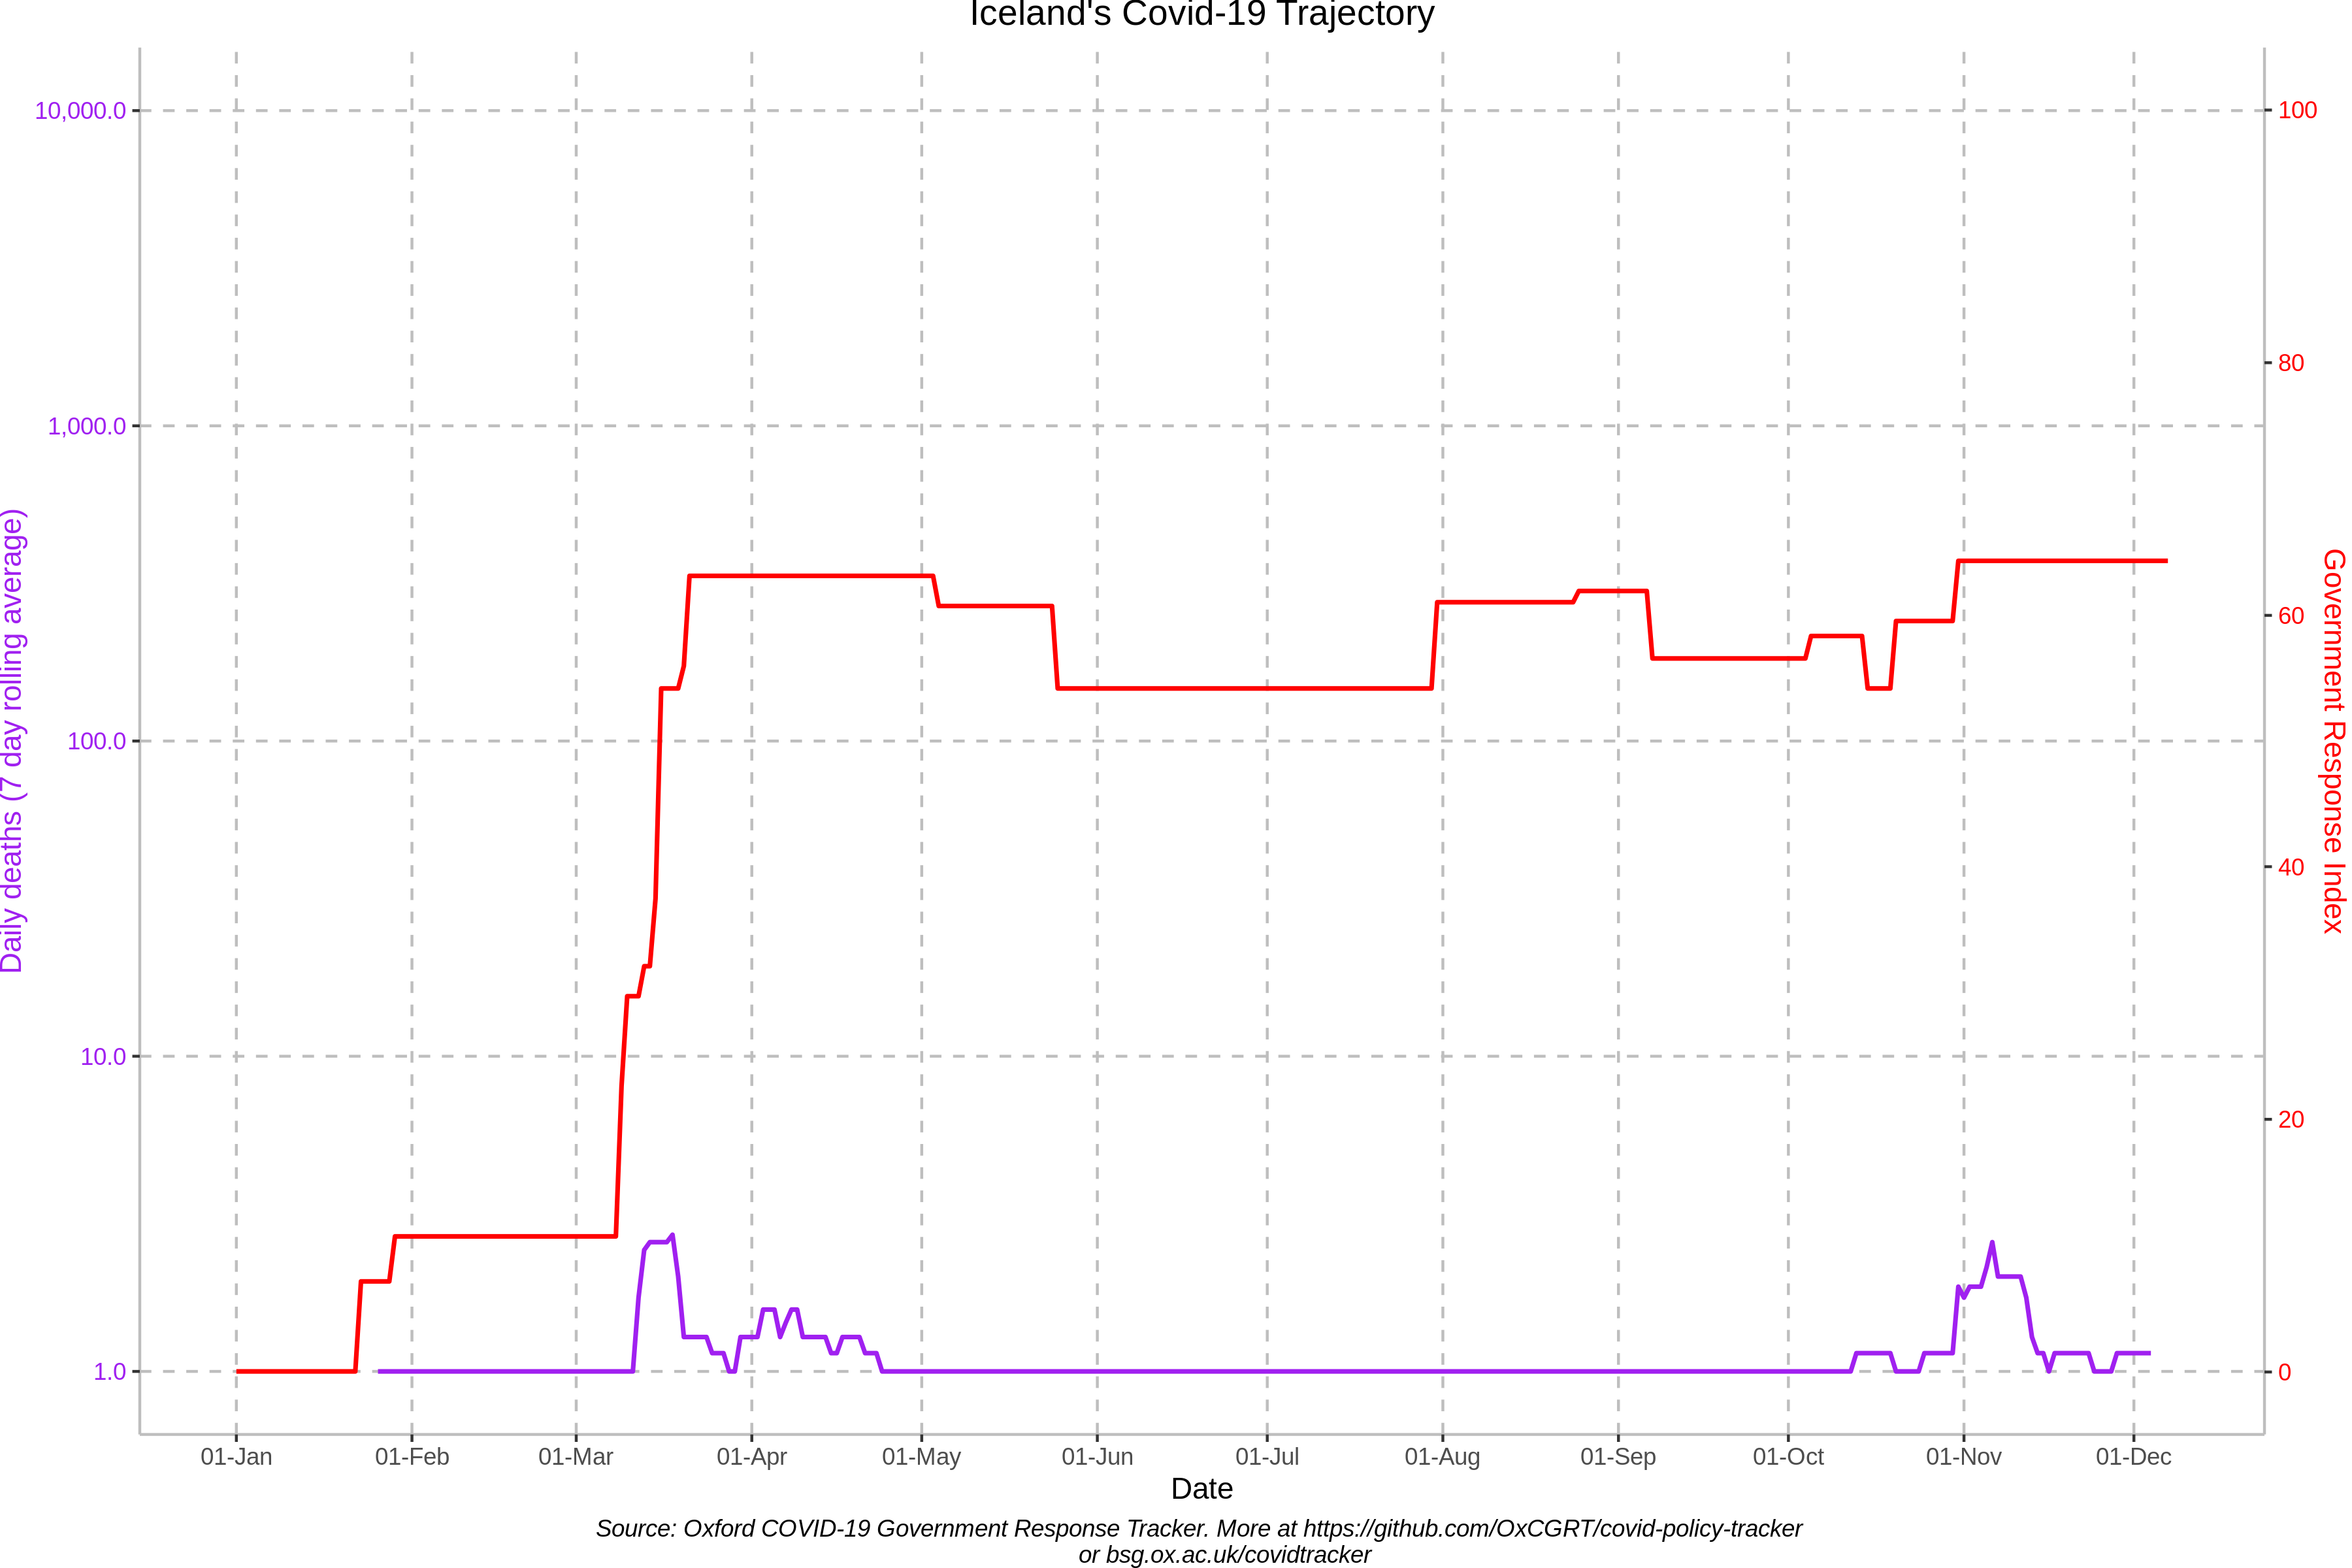 Iceland's Covid-19 Trajectory
10,000.0
1,000.0
100.0
10.0
1.0
Daily deaths (7 day rolling average)
100
80
60
40
20
0
Government Response Index
01-Jan
01-Feb
01-Mar
01-Apr
01-May
01-Jun
01-Jul
01-Aug
01-Sep
01-Oct
01-Nov
01-Dec
Date
Source: Oxford COVID-19 Government Response Tracker. More at https://github.com/OxCGRT/covid-policy-tracker
or bsg.ox.ac.uk/covidtracker